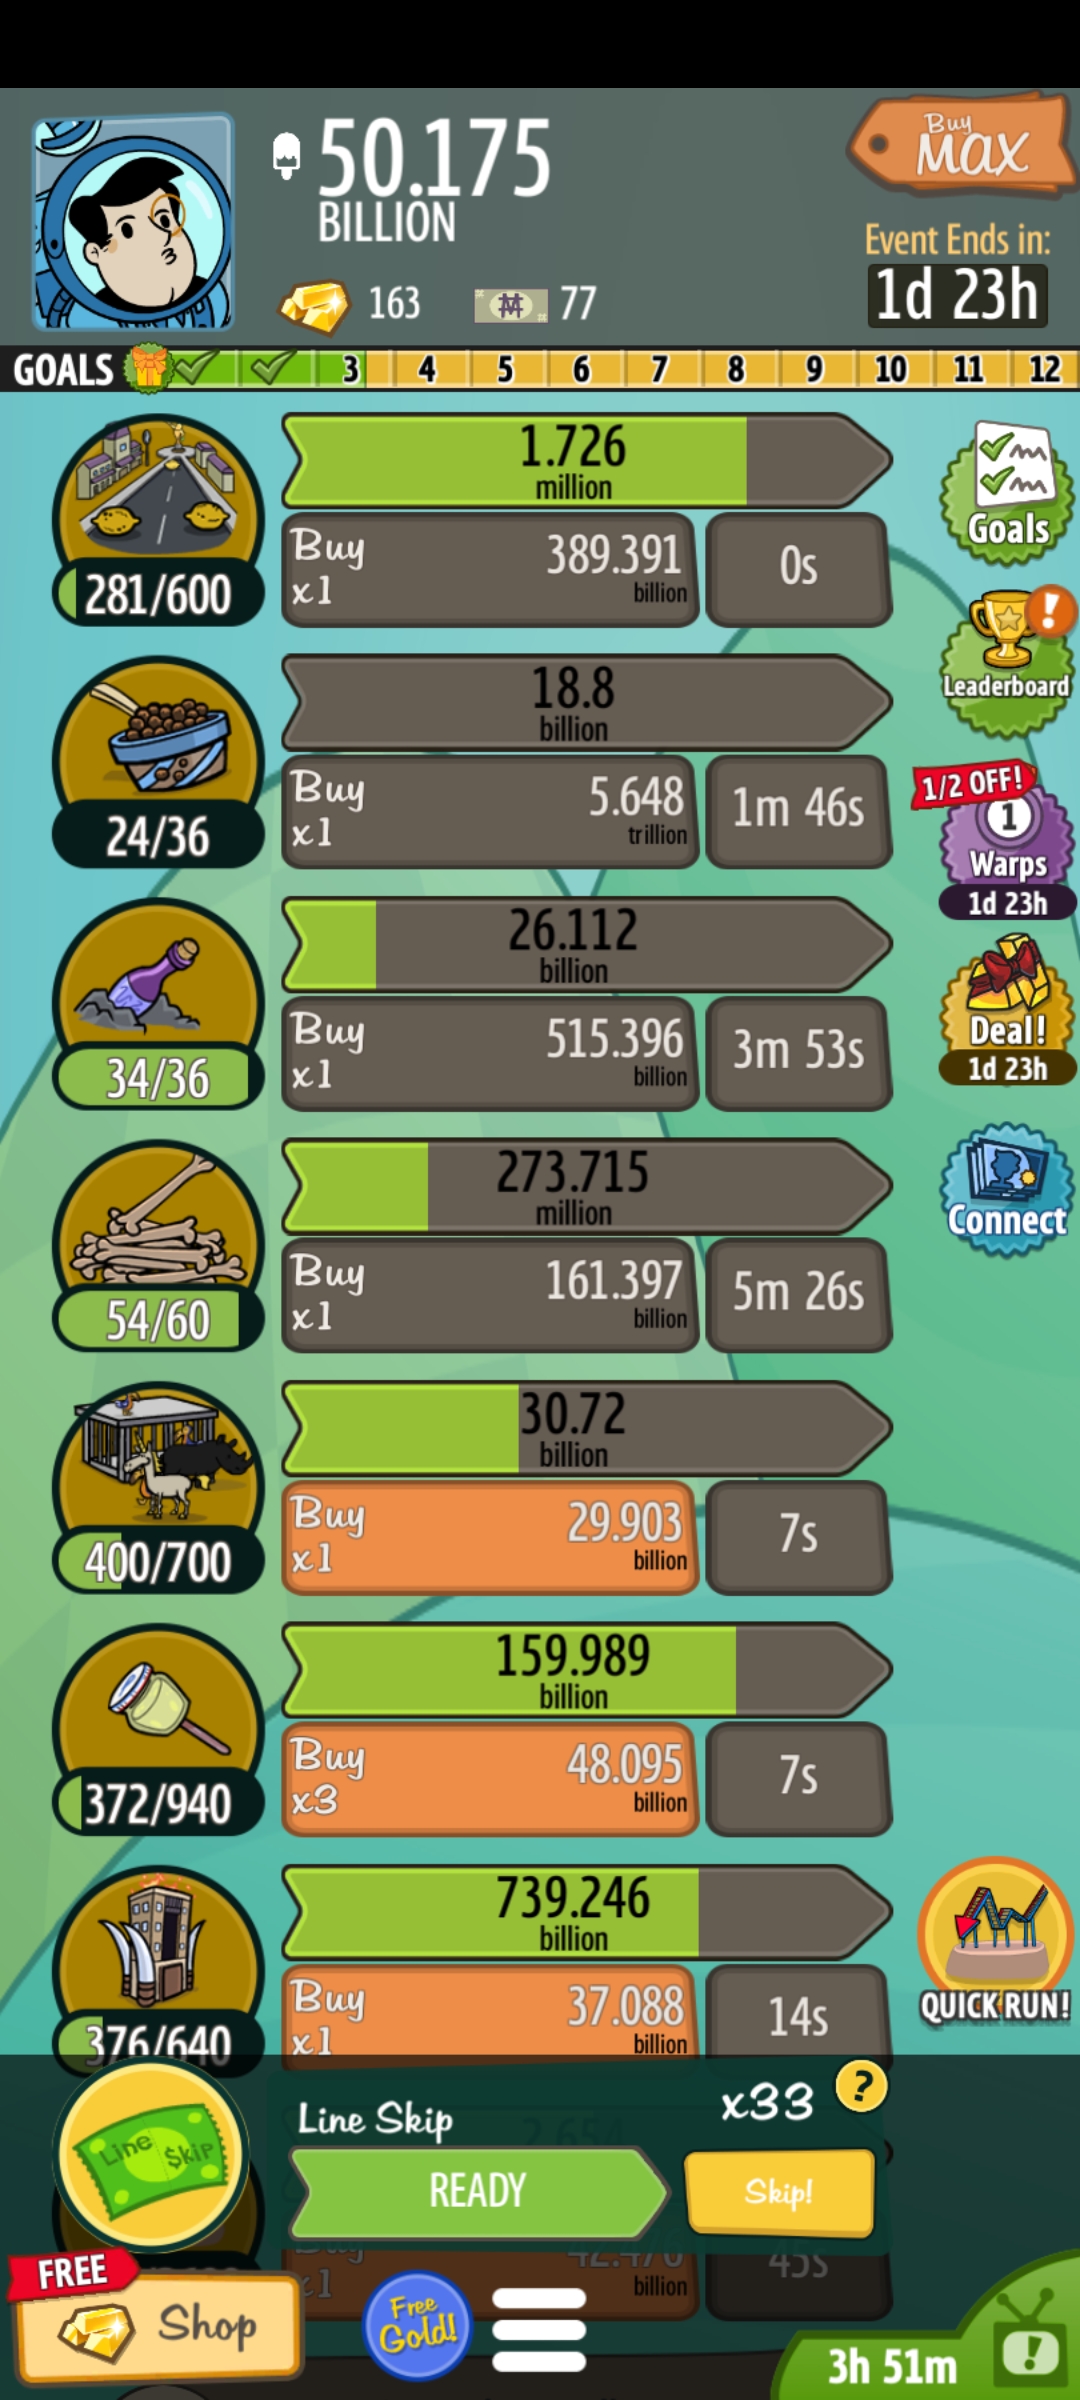 50.175
BILLION
Buy
MAX
Event Ends in:
1d 23h
163
77
GOALS 3 4 5 6 7 8 9 10 11 12
1.726
million
Buy
x1
389.391
billion
0s
281/600
Goals
18.8
billion
Buy
x1
5.648
trillion
1m 46s
24/36
Leaderboard
1/2 OFF!
1
Warps
1d 23h
26.112
billion
Buy
x1
515.396
billion
3m 53s
34/36
Deal!
1d 23h
273.715
million
Buy
x1
161.397
billion
5m 26s
54/60
Connect
30.72
billion
Buy
x1
29.903
billion
7s
400/700
159.989
billion
Buy
x3
48.095
billion
7s
372/940
739.246
billion
Buy
x1
37.088
billion
14s
376/640
QUICK RUN!
Line Skip
x33
?
Line $kip
READY
Skip!
2.654
Buy
x1
billion
45s
FREE
Shop
Free
Gold!
3h 51m